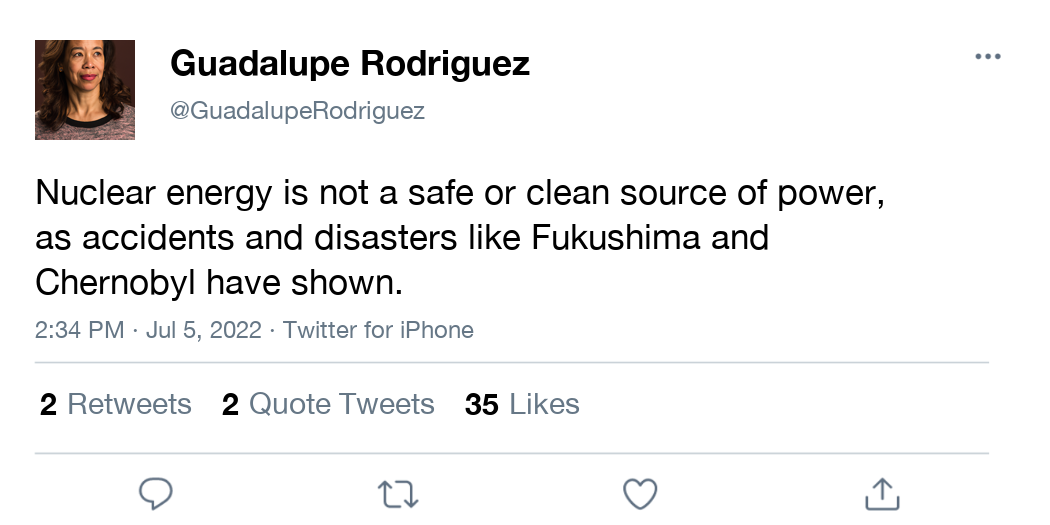 Guadalupe Rodriguez
@GuadalupeRodriguez
Nuclear energy is not a safe or clean source of power,
as accidents and disasters like Fukushima and
Chernobyl have shown.
2:34 PM · Jul 5, 2022 · Twitter for iPhone
2 Retweets 2 Quote Tweets 35 Likes